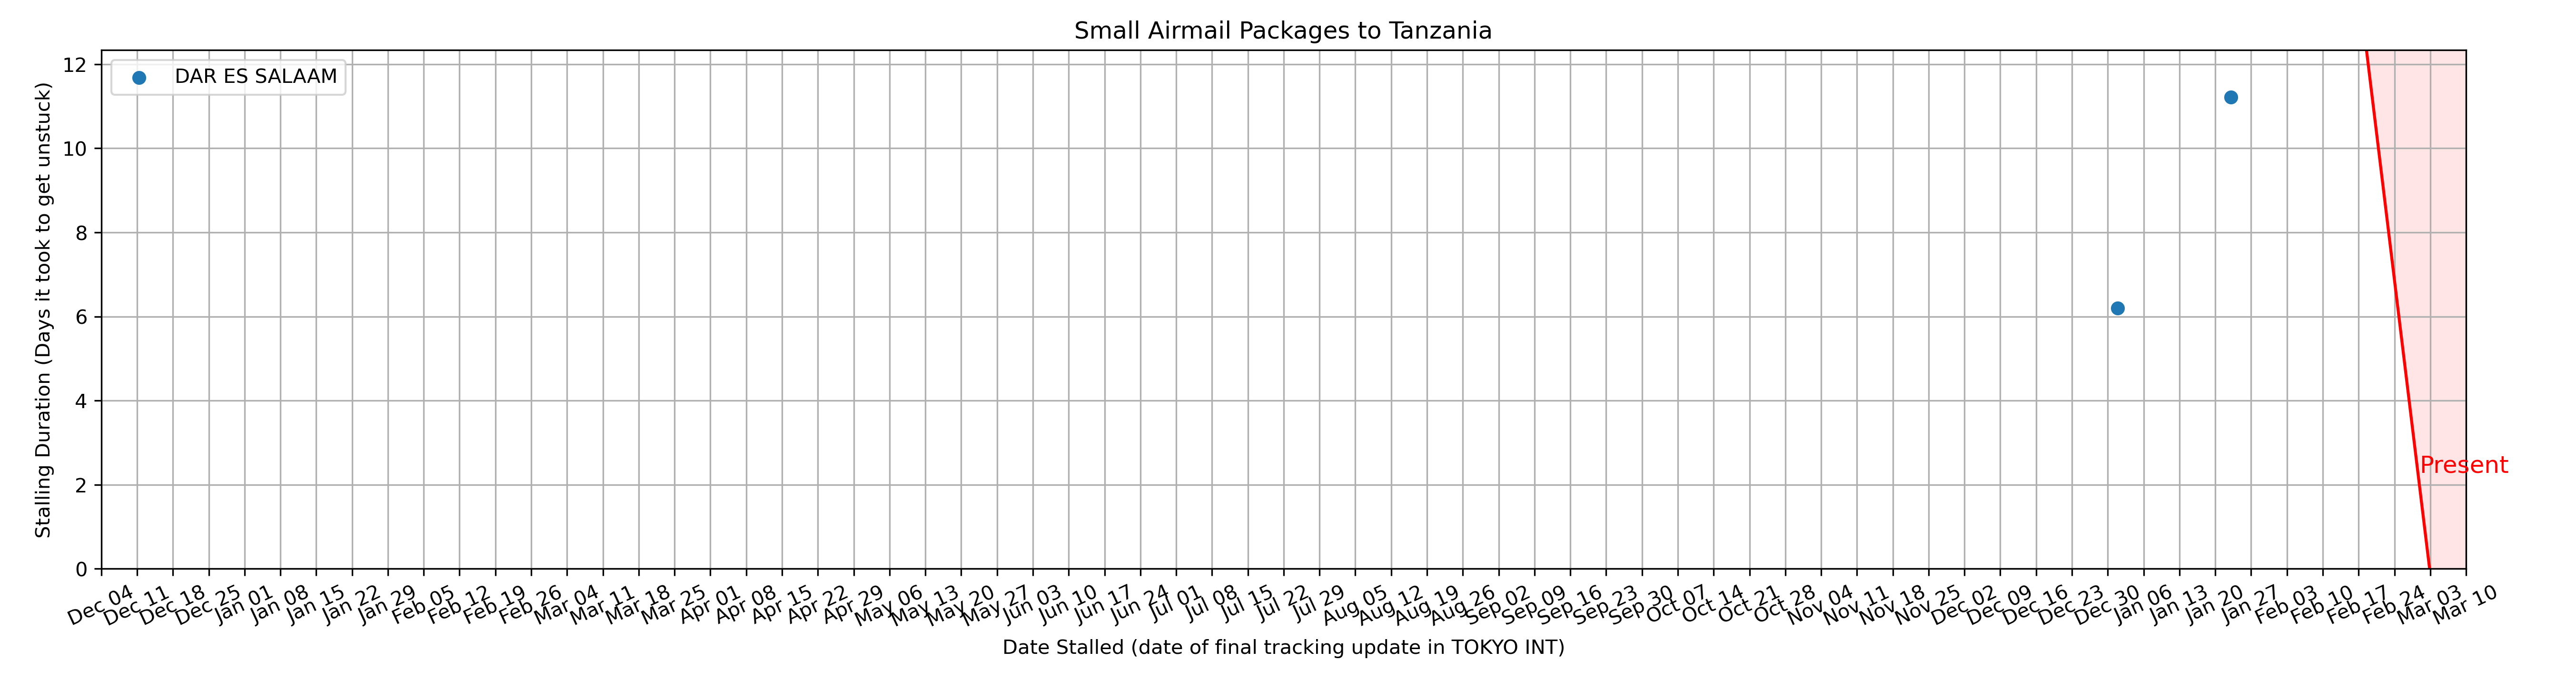 Small Airmail Packages to Tanzania
DAR ES SALAAM
Stalling Duration (Days it took to get unstuck)
12
10
8
6
4
2
0
Present
Dec 04
Dec 11
Dec 18
Dec 25
Jan 01
Jan 08
Jan 15
Jan 22
Jan 29
Feb 05
Feb 12
Feb 19
Feb 26
Mar 04
Mar 11
Mar 18
Mar 25
Apr 01
Apr 08
Apr 15
Apr 22
Apr 29
May 06
May 13
May 20
May 27
Jun 03
Jun 10
Jun 17
Jun 24
Jul 01
Jul 08
Jul 15
Jul 22
Jul 29
Aug 05
Aug 12
Aug 19
Aug 26
Sep 02
Sep 09
Sep 16
Sep 23
Sep 30
Oct 07
Oct 14
Oct 21
Oct 28
Nov 04
Nov 11
Nov 18
Nov 25
Dec 02
Dec 09
Dec 16
Dec 23
Dec 30
Jan 06
Jan 13
Jan 20
Jan 27
Feb 03
Feb 10
Feb 17
Feb 24
Mar 03
Mar 10
Date Stalled (date of final tracking update in TOKYO INT)